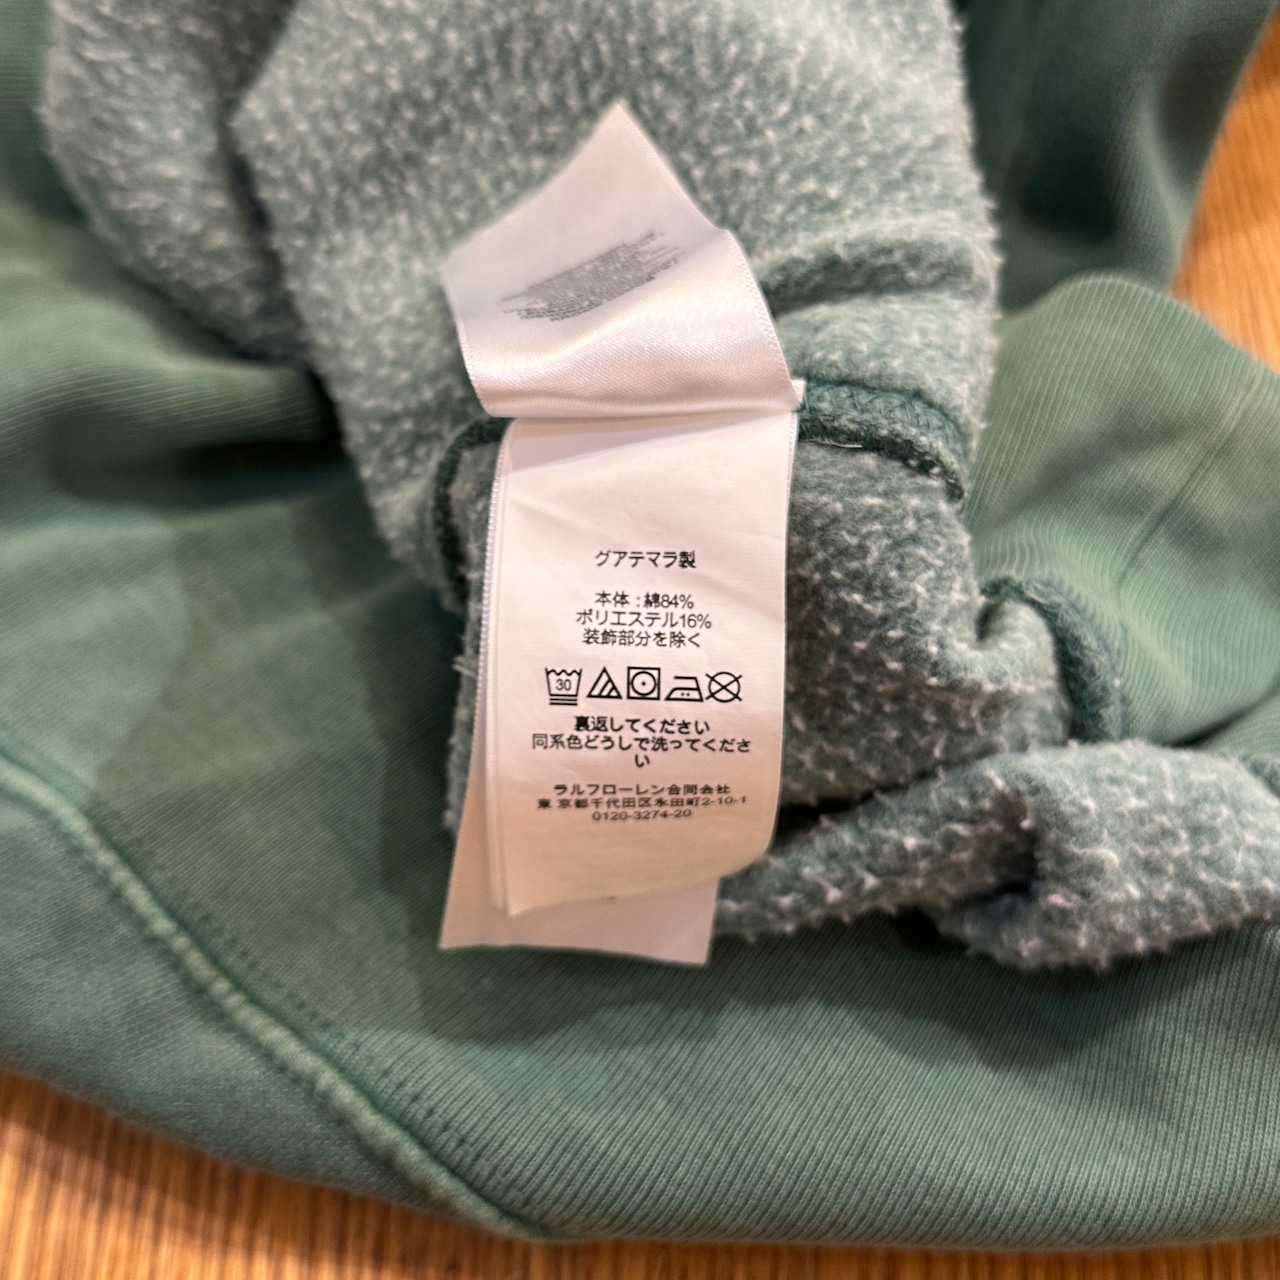 グアテマラ製
本体：綿84%
ポリエステル16%
装飾部分を除く
30
裏返してください
同系色どうしで洗ってくださ
い
ラルフローレン合同会社
東京都千代田区永田町2-10-1
0120-3274-20